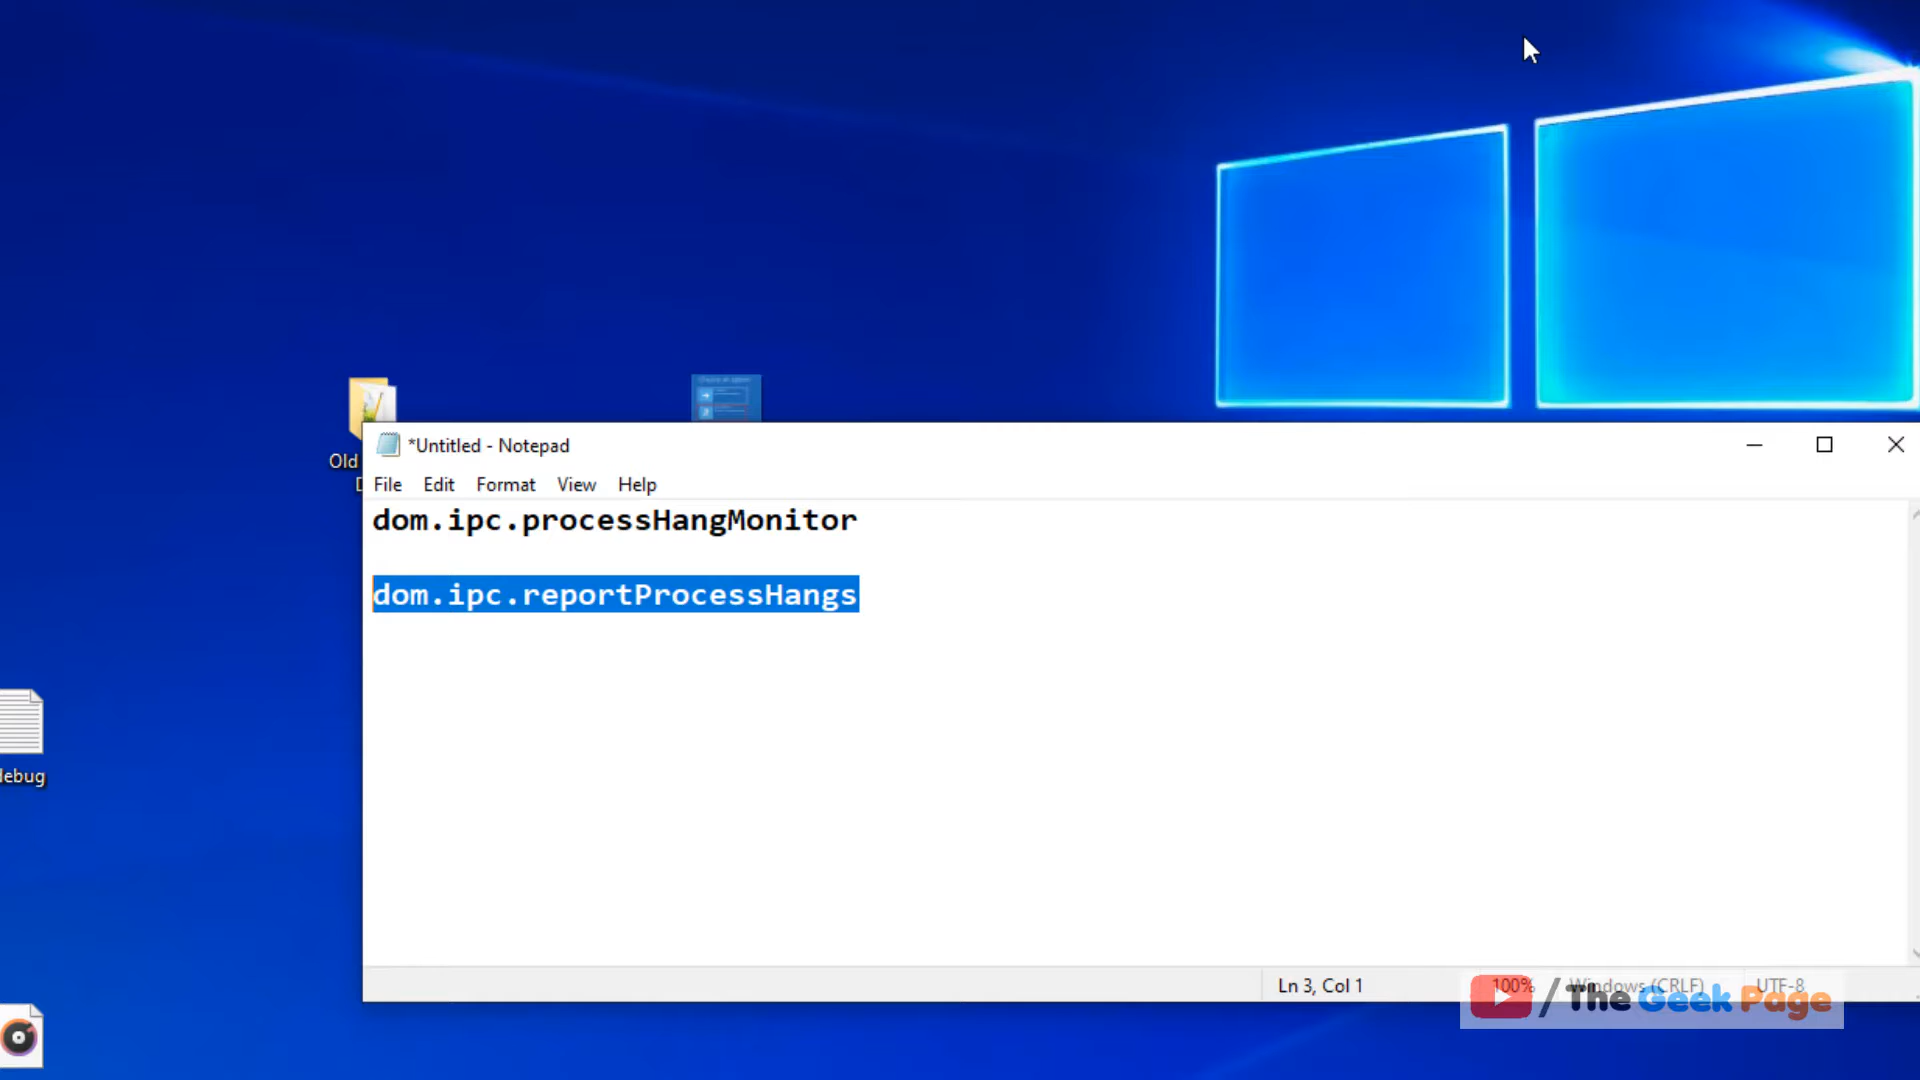 Old
*Untitled - Notepad
File Edit Format View Help
dom.ipc.processHangMonitor
dom.ipc.reportProcessHangs
debug
Ln 3, Col 1 100% Windows (CRLF) UTF-8
/The Geek Page